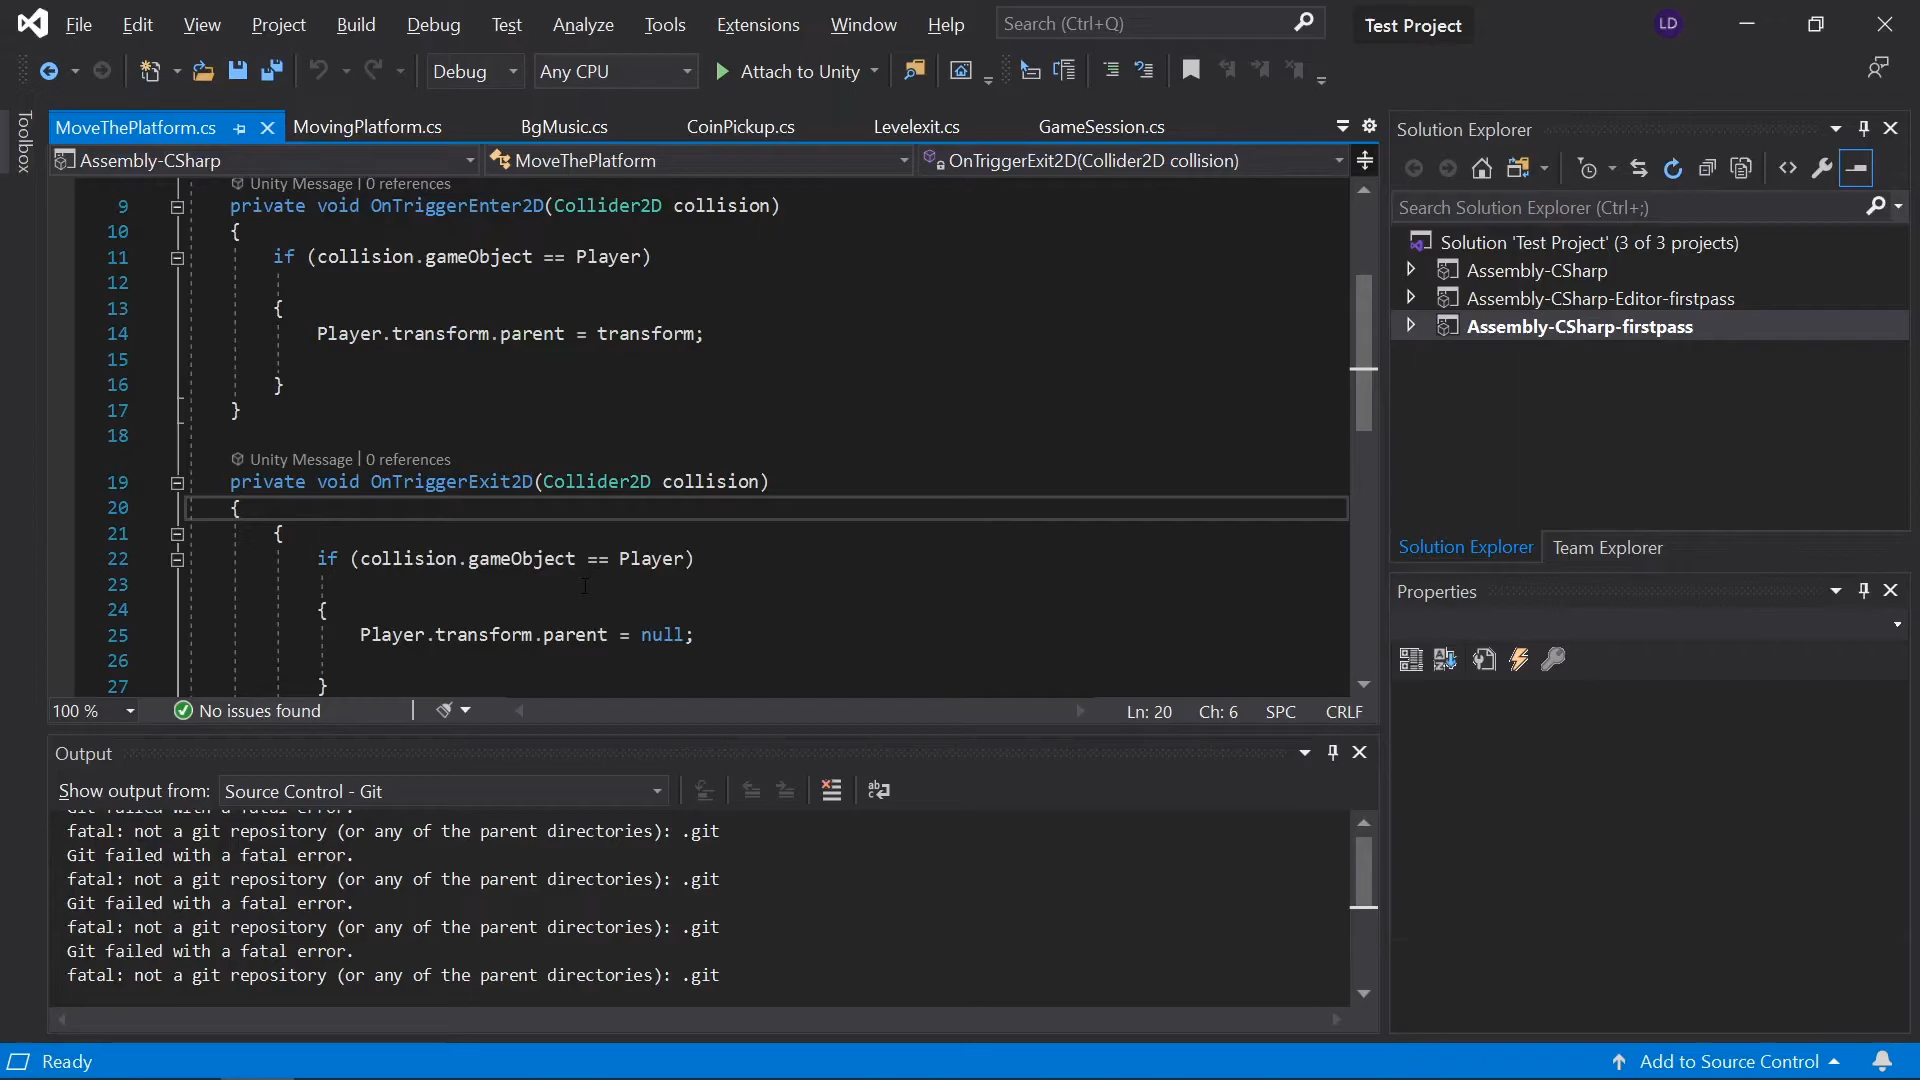 File Edit View Project Build Debug Test Analyze Tools Extensions Window Help Search (Ctrl+Q) Test Project LD
Debug Any CPU Attach to Unity
Toolbox
MoveThePlatform.cs MovingPlatform.cs BgMusic.cs CoinPickup.cs Levelexit.cs GameSession.cs
Assembly-CSharp MoveThePlatform OnTriggerExit2D(Collider2D collision)
Unity Message | 0 references
9 private void OnTriggerEnter2D(Collider2D collision)
10 {
11 if (collision.gameObject == Player)
12
13 {
14 Player.transform.parent = transform;
15
16 }
17 }
18
Unity Message | 0 references
19 private void OnTriggerExit2D(Collider2D collision)
20 {
21 {
22 if (collision.gameObject == Player)
23
24 {
25 Player.transform.parent = null;
26
27 }
100 % No issues found Ln: 20 Ch: 6 SPC CRLF
Output
Show output from: Source Control - Git
Git failed with a fatal error.
fatal: not a git repository (or any of the parent directories): .git
Git failed with a fatal error.
fatal: not a git repository (or any of the parent directories): .git
Git failed with a fatal error.
fatal: not a git repository (or any of the parent directories): .git
Git failed with a fatal error.
fatal: not a git repository (or any of the parent directories): .git
Solution Explorer
Search Solution Explorer (Ctrl+;)
Solution 'Test Project' (3 of 3 projects)
Assembly-CSharp
Assembly-CSharp-Editor-firstpass
Assembly-CSharp-firstpass
Solution Explorer Team Explorer
Properties
Ready Add to Source Control